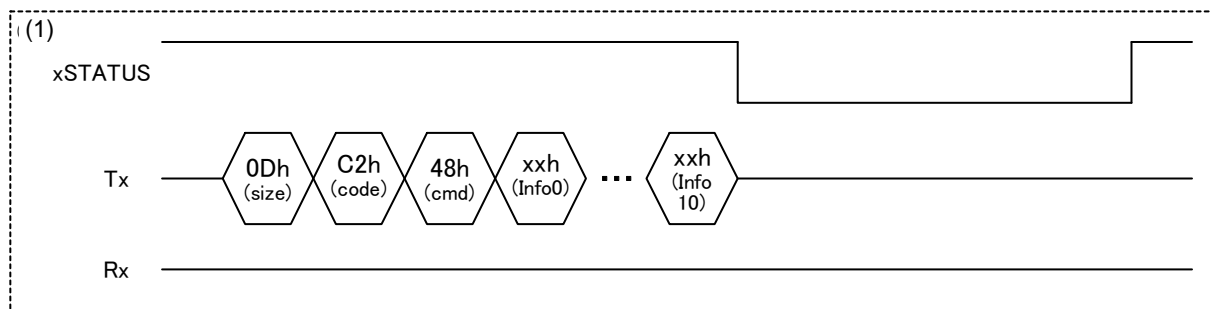 (1)
xSTATUS
Tx
0Dh
(size)
C2h
(code)
48h
(cmd)
xxh
(Info0)
...
xxh
(Info
10)
Rx